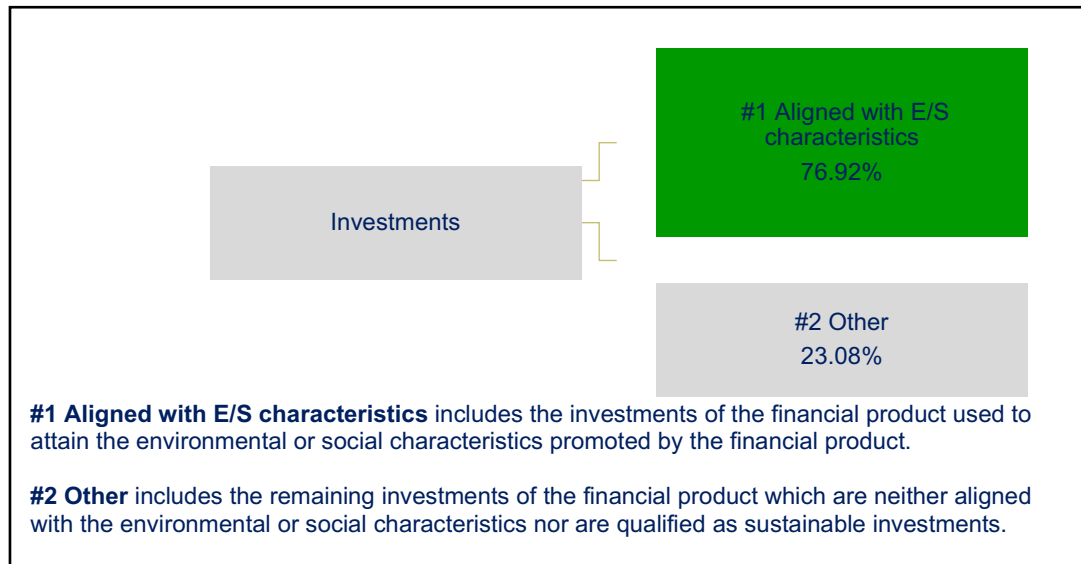 #1 Aligned with E/S
characteristics
76.92%
Investments
#2 Other
23.08%
#1 Aligned with E/S characteristics includes the investments of the financial product used to
attain the environmental or social characteristics promoted by the financial product.
#2 Other includes the remaining investments of the financial product which are neither aligned
with the environmental or social characteristics nor are qualified as sustainable investments.